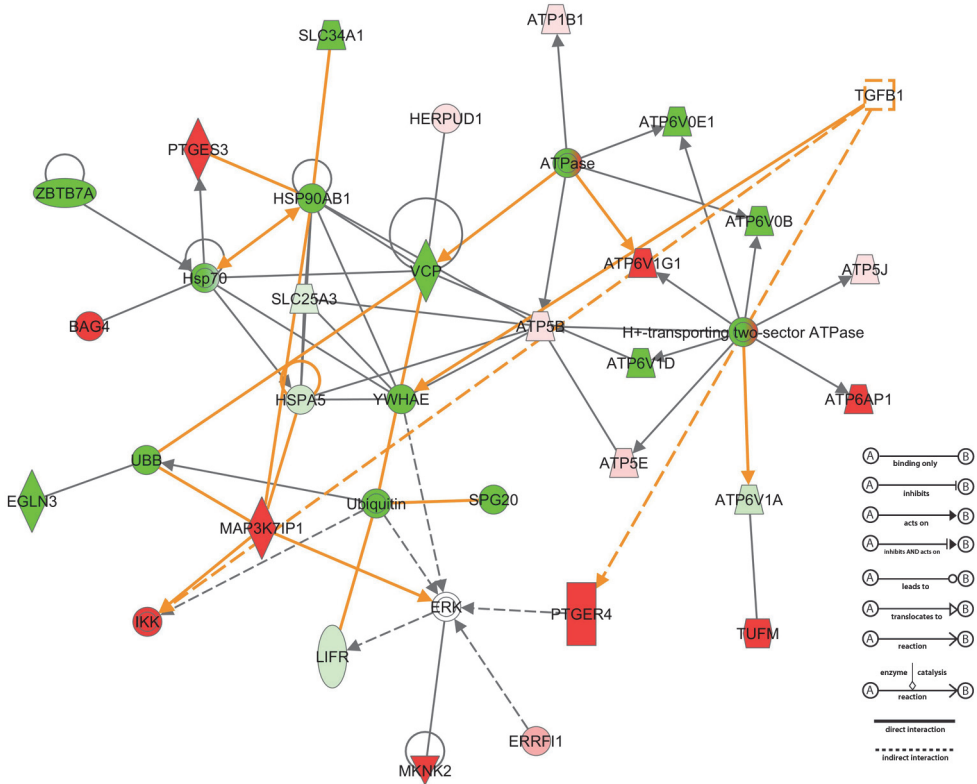 ATP1B1
SLC34A1
TGFB1
HERPUD1
ATP6V0E1
PTGES3
ATPase
ZBTB7A
HSP90AB1
ATP6V0B
VCP
ATP6V1G1
ATP5J
Hsp70
SLC25A3
BAG4
ATP5B
H+-transporting two-sector ATPase
ATP6V1D
HSPA5
YWHAE
ATP6AP1
UBB
ATP5E
EGLN3
Ubiquitin
SPG20
ATP6V1A
MAP3K7IP1
ERK
PTGER4
IKK
TUFM
LIFR
ERRFI1
MKNK2
A B
binding only
A B
inhibits
A B
acts on
A B
inhibits AND acts on
A B
leads to
A B
translocates to
A B
reaction
enzyme catalysis
A B
reaction
direct interaction
indirect interaction